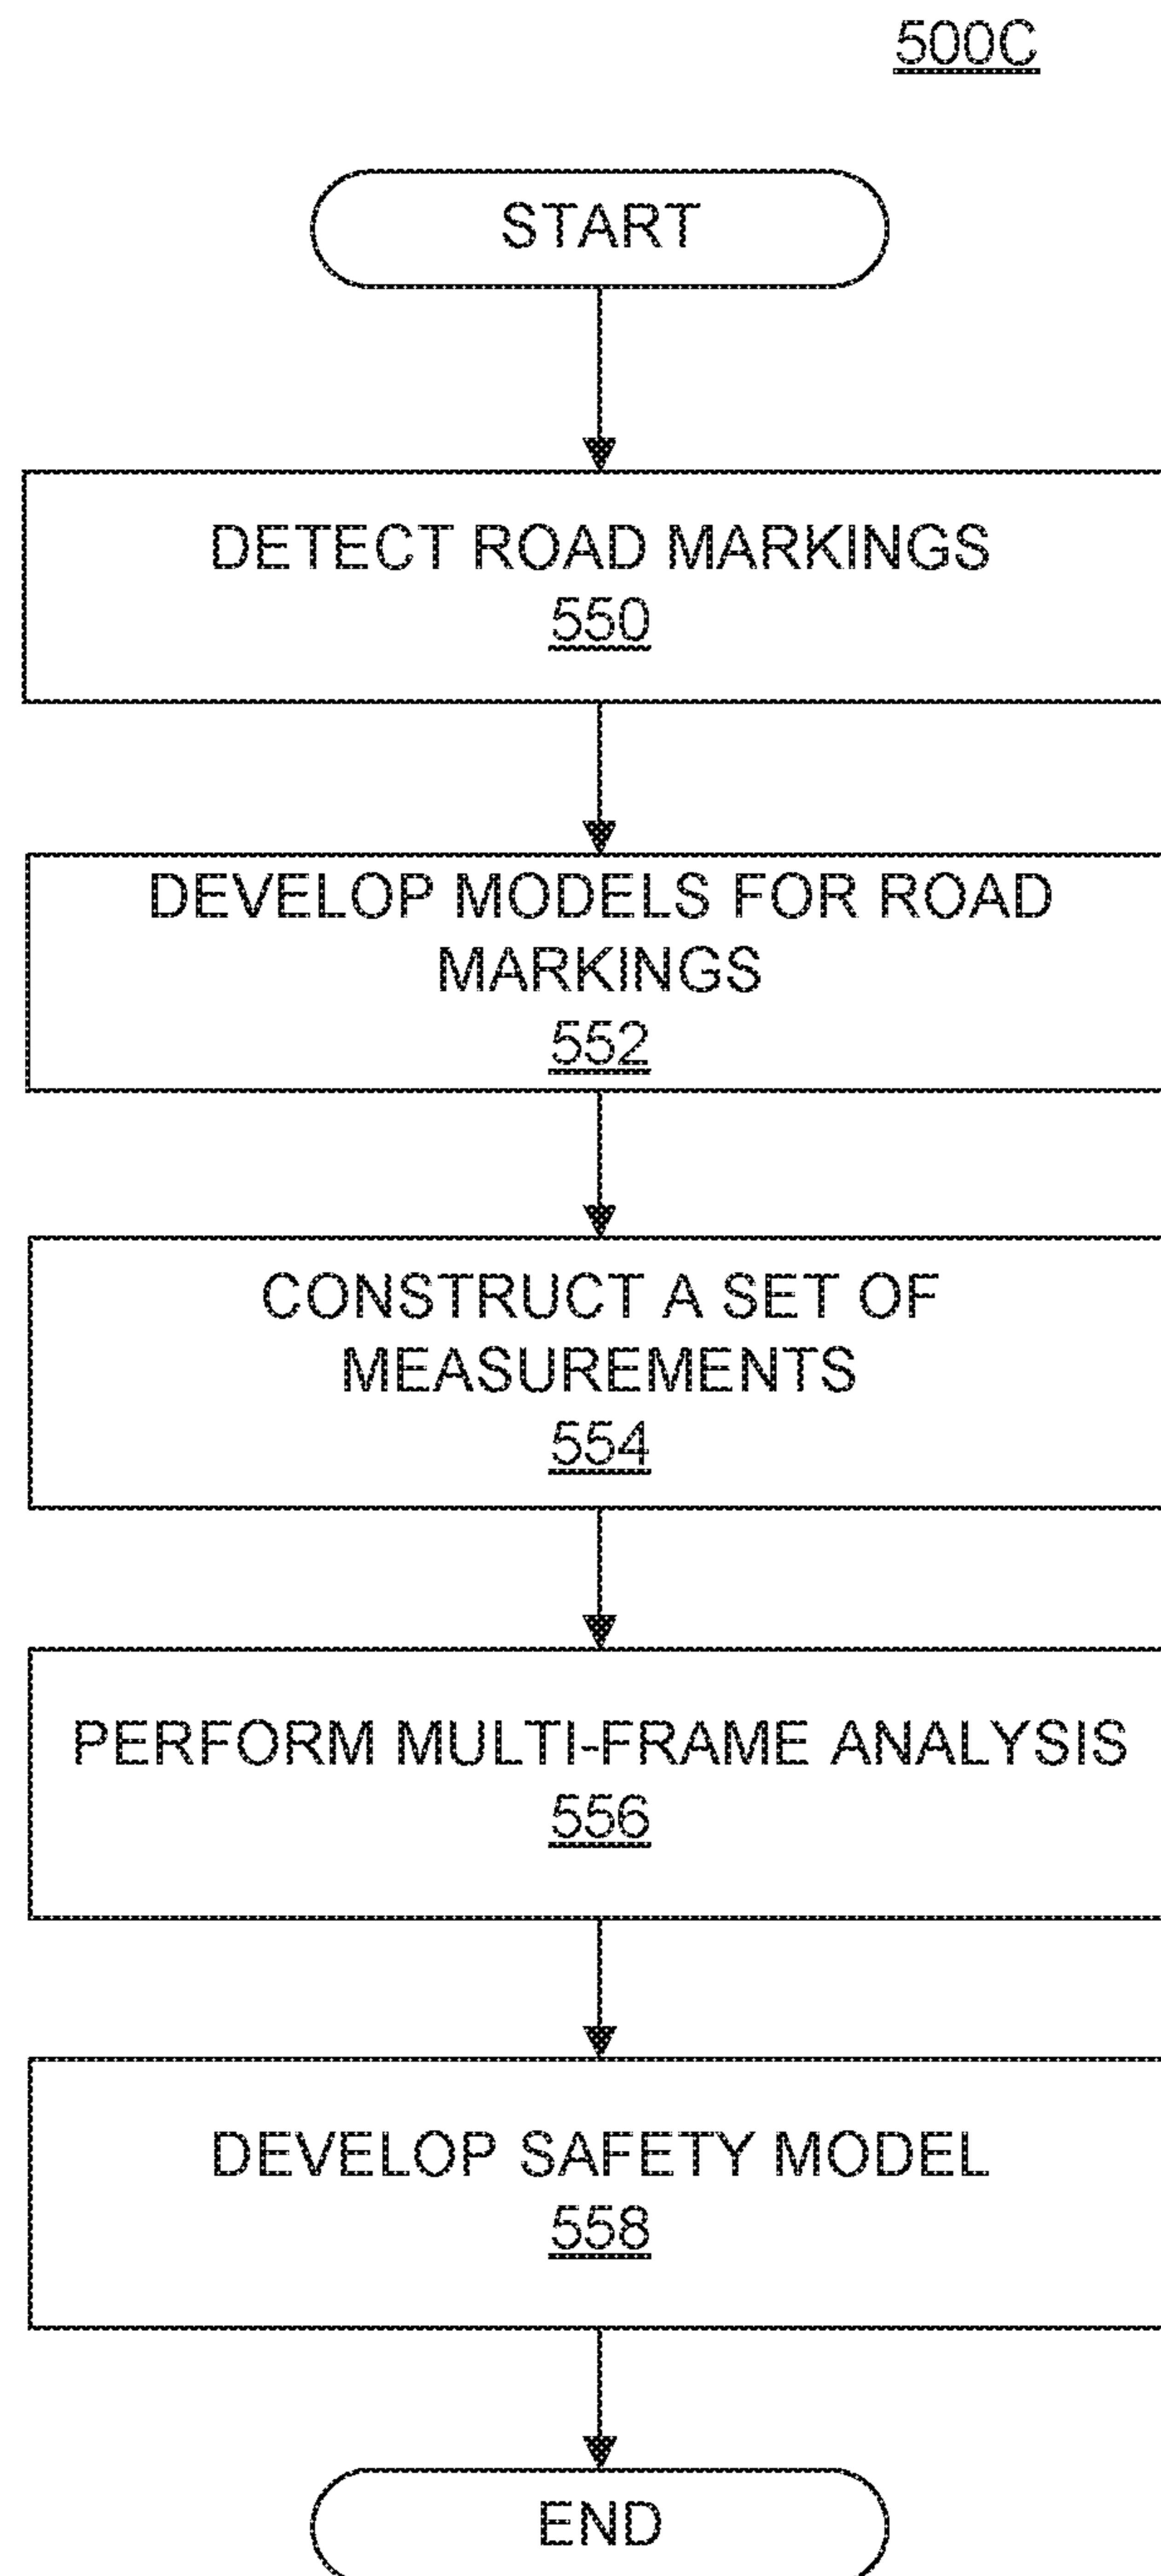 500C
START
DETECT ROAD MARKINGS
550
DEVELOP MODELS FOR ROAD
MARKINGS
552
CONSTRUCT A SET OF
MEASUREMENTS
554
PERFORM MULTI-FRAME ANALYSIS
556
DEVELOP SAFETY MODEL
558
END